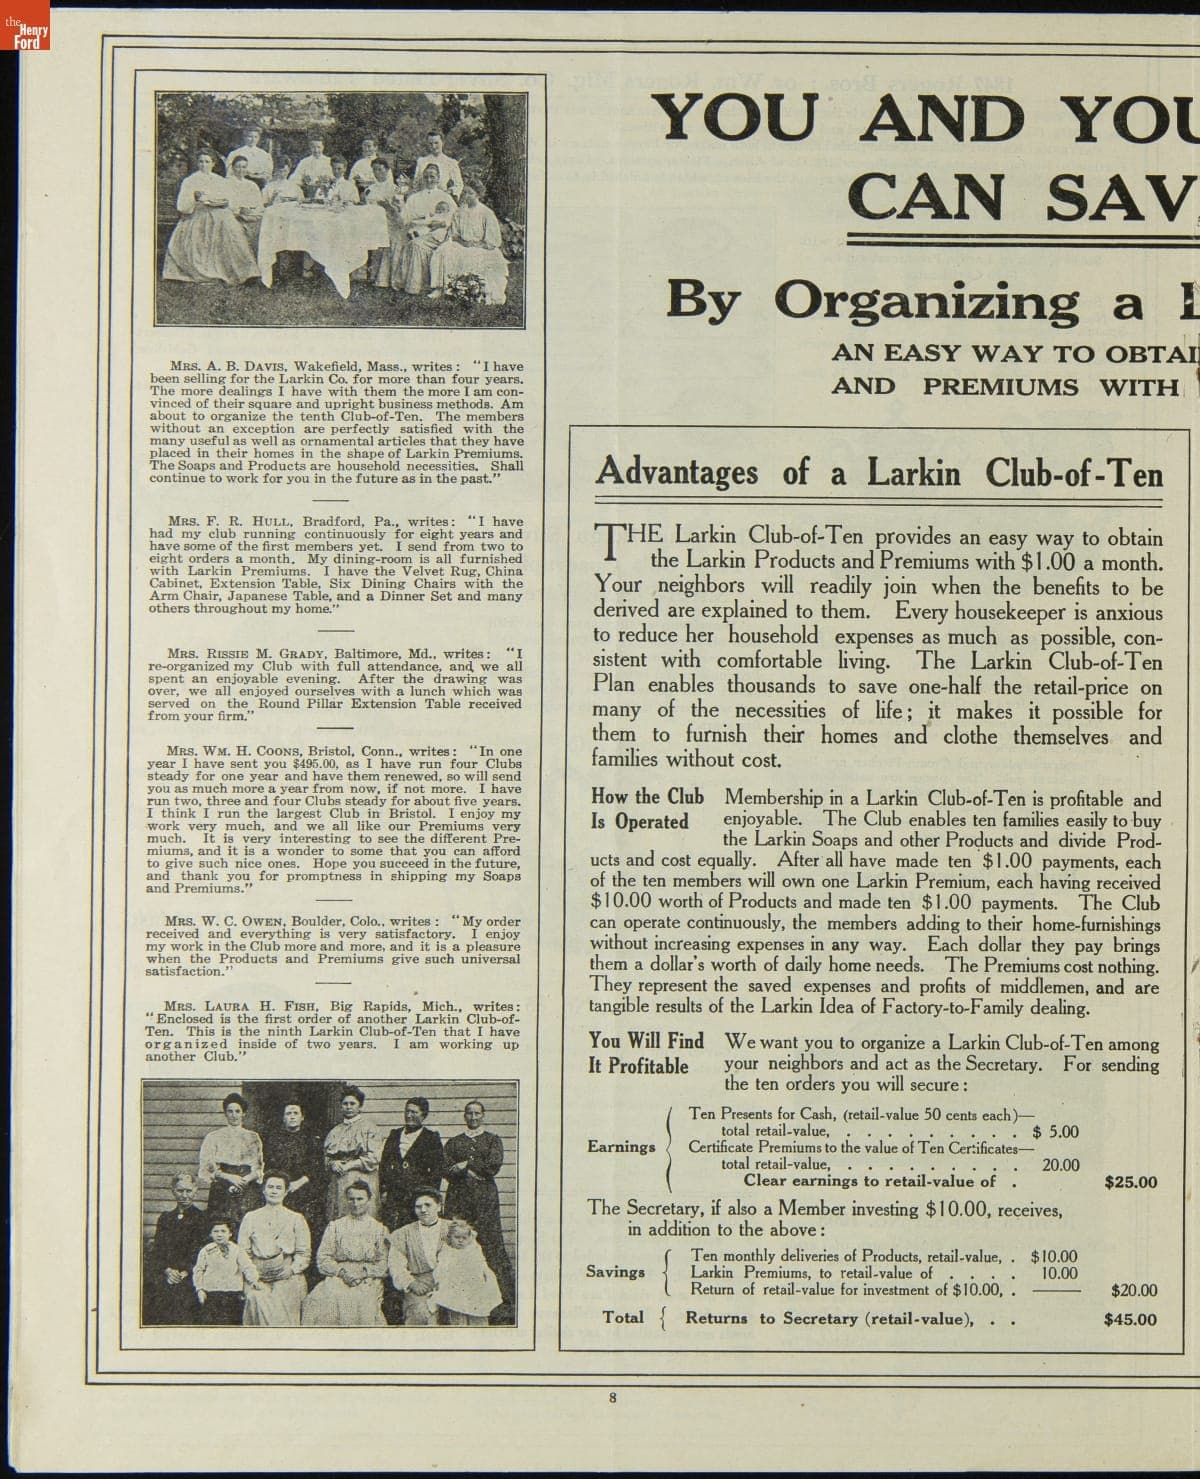 the
Henry
Ford
MRS. A. B. DAVIS, Wakefield, Mass., writes: "I have
been selling for the Larkin Co. for more than four years.
The more dealings I have with them the more I am con-
vinced of their square and upright business methods. Am
about to organize the tenth Club-of-Ten. The members
without an exception are perfectly satisfied with the
many useful as well as ornamental articles that they have
placed in their homes in the shape of Larkin Premiums.
The Soaps and Products are household necessities. Shall
continue to work for you in the future as in the past."
MRS. F. R. HULL, Bradford, Pa., writes: "I have
had my club running continuously for eight years and
have some of the first members yet. I send from two to
eight orders a month. My dining-room is all furnished
with Larkin Premiums. I have the Velvet Rug, China
Cabinet, Extension Table, Six Dining Chairs with the
Arm Chair, Japanese Table, and a Dinner Set and many
others throughout my home."
MRS. RISSIE M. GRADY, Baltimore, Md., writes: "I
re-organized my Club with full attendance, and we all
spent an enjoyable evening. After the drawing was
over, we all enjoyed ourselves with a lunch which was
served on the Round Pillar Extension Table received
from your firm."
MRS. WM. H. COONS, Bristol, Conn., writes: "In one
year I have sent you $495.00, as I have run four Clubs
steady for one year and have them renewed, so will send
you as much more a year from now, if not more. I have
run two, three and four Clubs steady for about five years.
I think I run the largest Club in Bristol. I enjoy my
work very much, and we all like our Premiums very
much. It is very interesting to see the different Pre-
miums, and it is a wonder to some that you can afford
to give such nice ones. Hope you succeed in the future,
and thank you for promptness in shipping my Soaps
and Premiums."
MRS. W. C. OWEN, Boulder, Colo., writes: "My order
received and everything is very satisfactory. I enjoy
my work in the Club more and more, and it is a pleasure
when the Products and Premiums give such universal
satisfaction."
MRS. LAURA H. FISH, Big Rapids, Mich., writes:
"Enclosed is the first order of another Larkin Club-of-
Ten. This is the ninth Larkin Club-of-Ten that I have
organized inside of two years. I am working up
another Club."
YOU AND YOU
CAN SAV
By Organizing a L
AN EASY WAY TO OBTAI
AND PREMIUMS WITH
Advantages of a Larkin Club-of-Ten
THE Larkin Club-of-Ten provides an easy way to obtain
the Larkin Products and Premiums with $1.00 a month.
Your neighbors will readily join when the benefits to be
derived are explained to them. Every housekeeper is anxious
to reduce her household expenses as much as possible, con-
sistent with comfortable living. The Larkin Club-of-Ten
Plan enables thousands to save one-half the retail-price on
many of the necessities of life; it makes it possible for
them to furnish their homes and clothe themselves and
families without cost.
How the Club Membership in a Larkin Club-of-Ten is profitable and
Is Operated enjoyable. The Club enables ten families easily to buy
the Larkin Soaps and other Products and divide Prod-
ucts and cost equally. After all have made ten $1.00 payments, each
of the ten members will own one Larkin Premium, each having received
$10.00 worth of Products and made ten $1.00 payments. The Club
can operate continuously, the members adding to their home-furnishings
without increasing expenses in any way. Each dollar they pay brings
them a dollar's worth of daily home needs. The Premiums cost nothing.
They represent the saved expenses and profits of middlemen, and are
tangible results of the Larkin Idea of Factory-to-Family dealing.
You Will Find We want you to organize a Larkin Club-of-Ten among
It Profitable your neighbors and act as the Secretary. For sending
the ten orders you will secure:
Ten Presents for Cash, (retail-value 50 cents each)—
total retail-value, . . . . . . . . . $ 5.00
Earnings Certificate Premiums to the value of Ten Certificates—
total retail-value, . . . . . . . . . 20.00
Clear earnings to retail-value of . $25.00
The Secretary, if also a Member investing $10.00, receives,
in addition to the above:
Ten monthly deliveries of Products, retail-value, . $10.00
Savings Larkin Premiums, to retail-value of . . . . 10.00
Return of retail-value for investment of $10.00, . $20.00
Total { Returns to Secretary (retail-value), . . $45.00
8